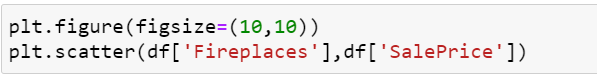 plt.figure(figsize=(10,10))
plt.scatter(df['Fireplaces'],df['SalePrice'])